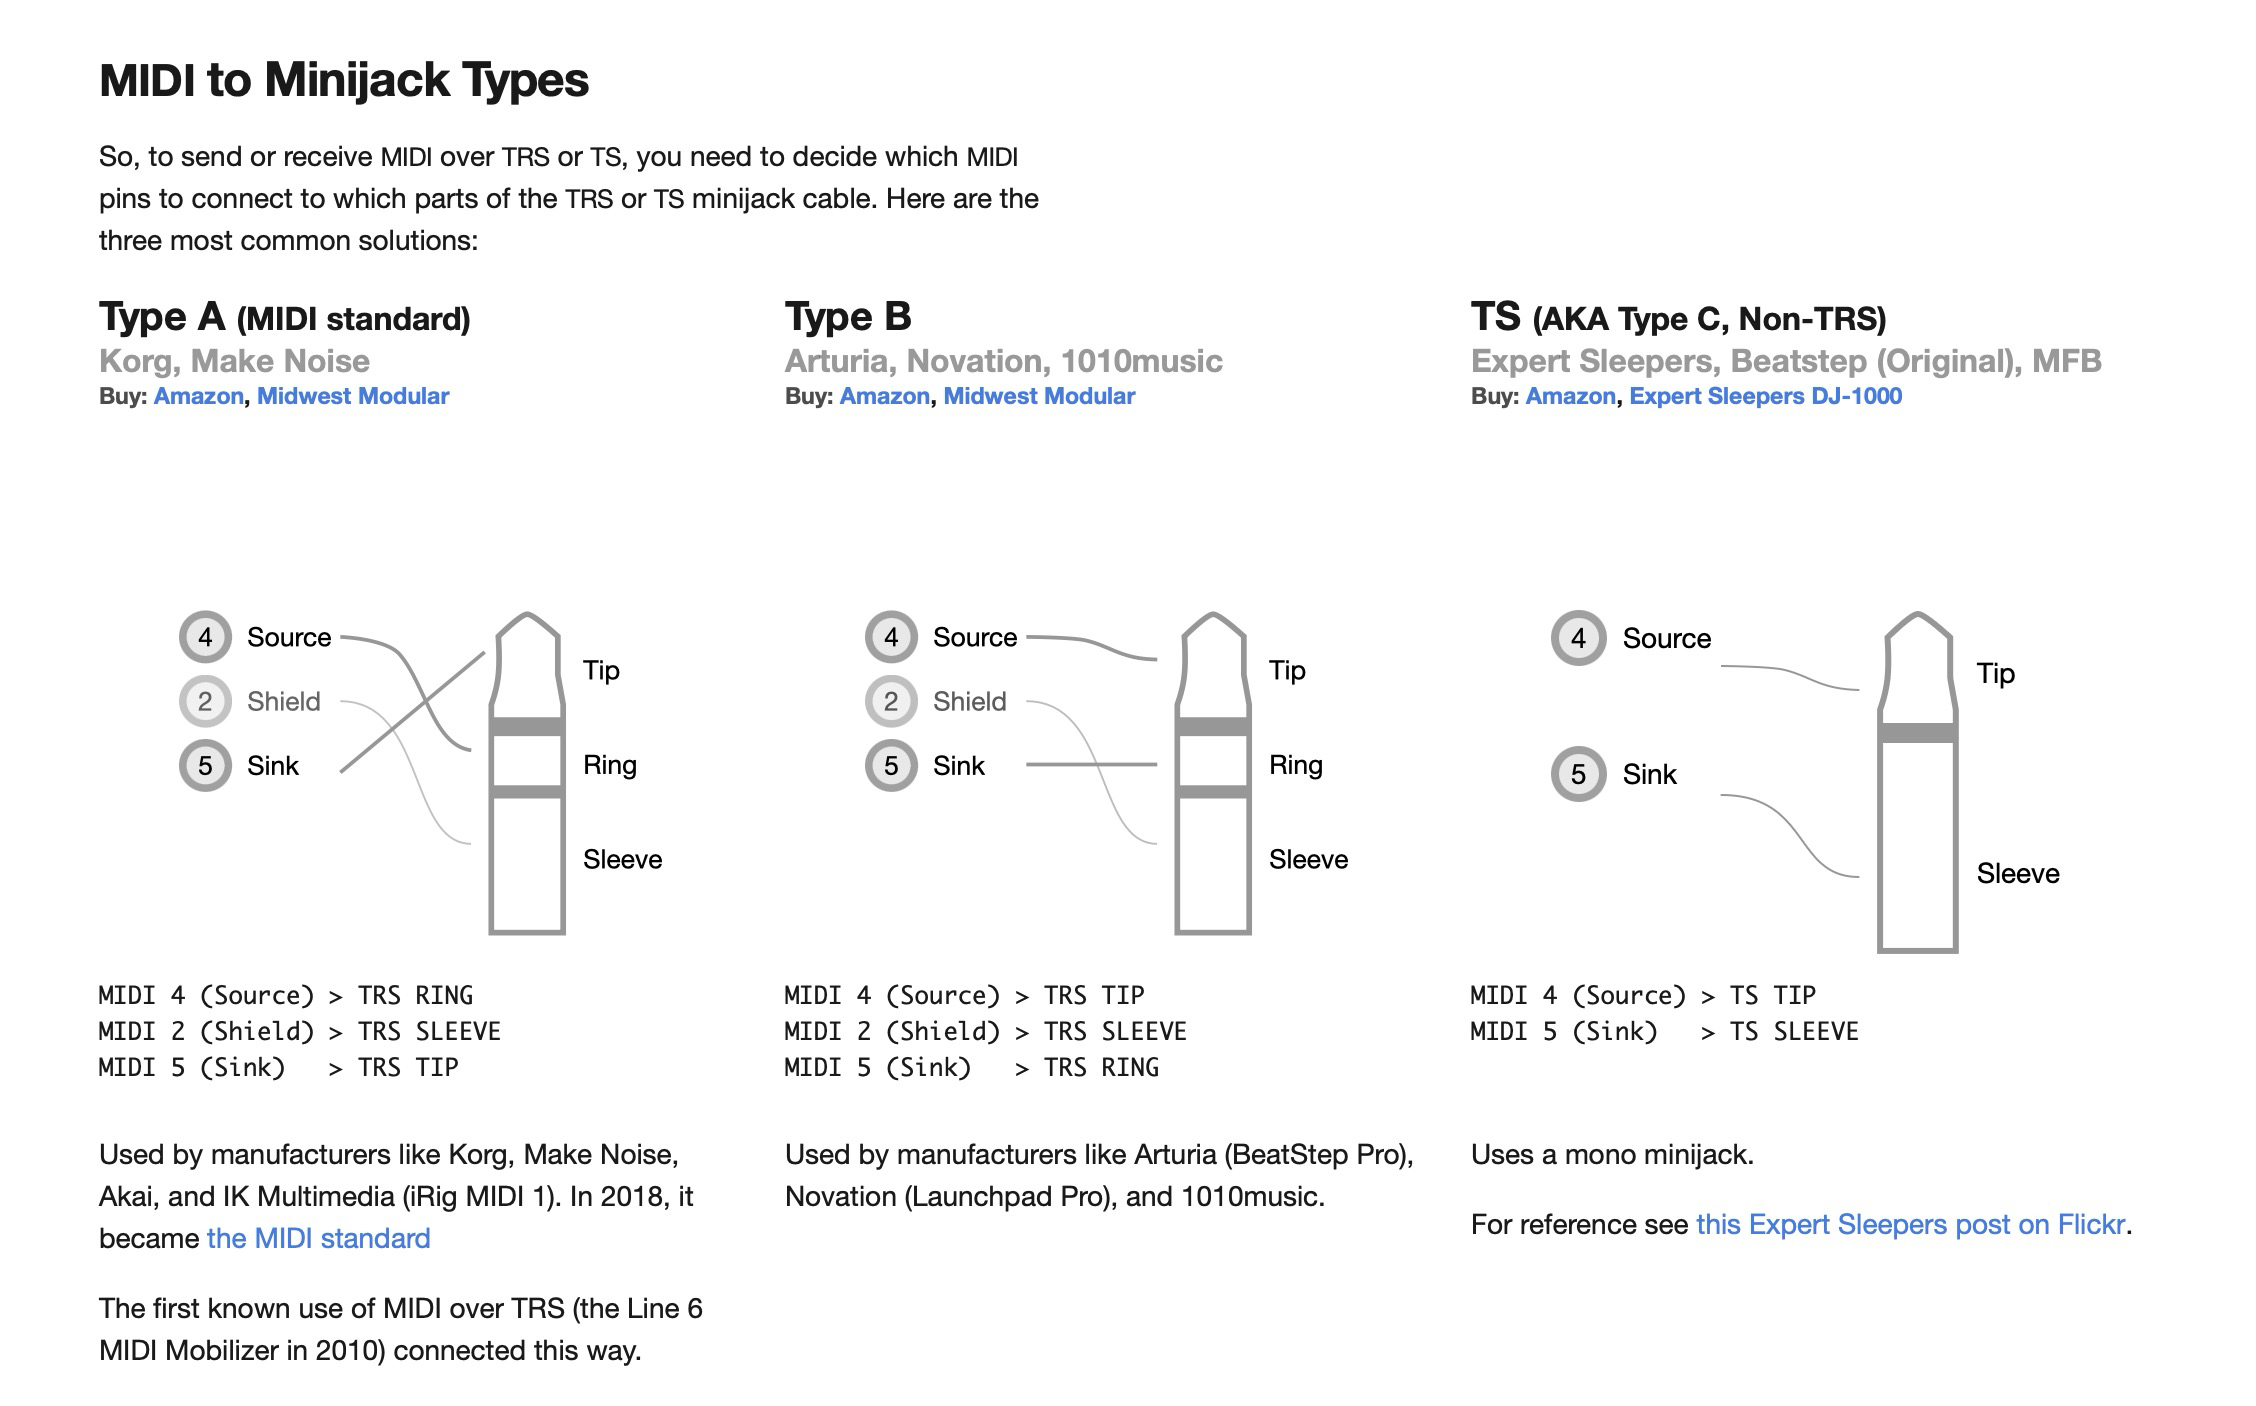 MIDI to Minijack Types
So, to send or receive MIDI over TRS or TS, you need to decide which MIDI
pins to connect to which parts of the TRS or TS minijack cable. Here are the
three most common solutions:
Type A (MIDI standard)
Korg, Make Noise
Buy: Amazon, Midwest Modular
4 Source
2 Shield
5 Sink
Tip
Ring
Sleeve
MIDI 4 (Source) > TRS RING
MIDI 2 (Shield) > TRS SLEEVE
MIDI 5 (Sink) > TRS TIP
Used by manufacturers like Korg, Make Noise,
Akai, and IK Multimedia (iRig MIDI 1). In 2018, it
became the MIDI standard
The first known use of MIDI over TRS (the Line 6
MIDI Mobilizer in 2010) connected this way.
Type B
Arturia, Novation, 1010music
Buy: Amazon, Midwest Modular
4 Source
2 Shield
5 Sink
Tip
Ring
Sleeve
MIDI 4 (Source) > TRS TIP
MIDI 2 (Shield) > TRS SLEEVE
MIDI 5 (Sink) > TRS RING
Used by manufacturers like Arturia (BeatStep Pro),
Novation (Launchpad Pro), and 1010music.
TS (AKA Type C, Non-TRS)
Expert Sleepers, Beatstep (Original), MFB
Buy: Amazon, Expert Sleepers DJ-1000
4 Source
5 Sink
Tip
Sleeve
MIDI 4 (Source) > TS TIP
MIDI 5 (Sink) > TS SLEEVE
Uses a mono minijack.
For reference see this Expert Sleepers post on Flickr.